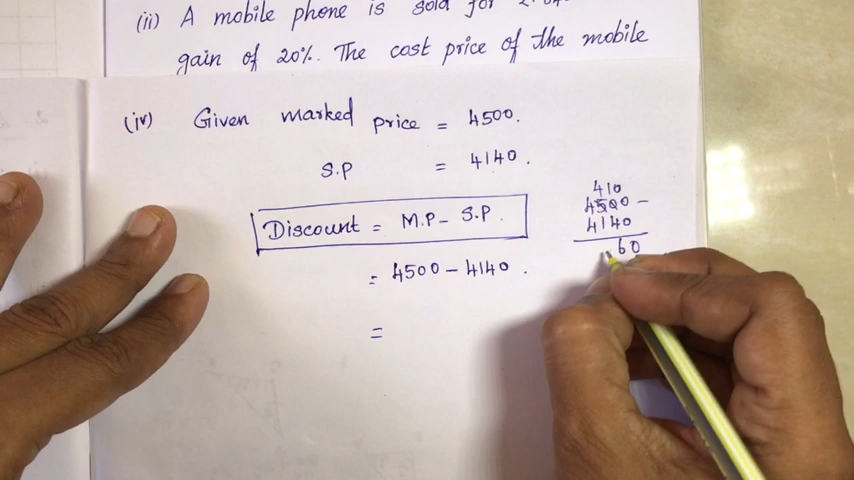 (ii) A mobile phone is sold for
gain of 20%. The cost price of the mobile
(iv) Given marked price = 4500.
S.P = 4140.
Discount = M.P - S.P.
= 4500 - 4140.
=
410
4500 -
4140
60